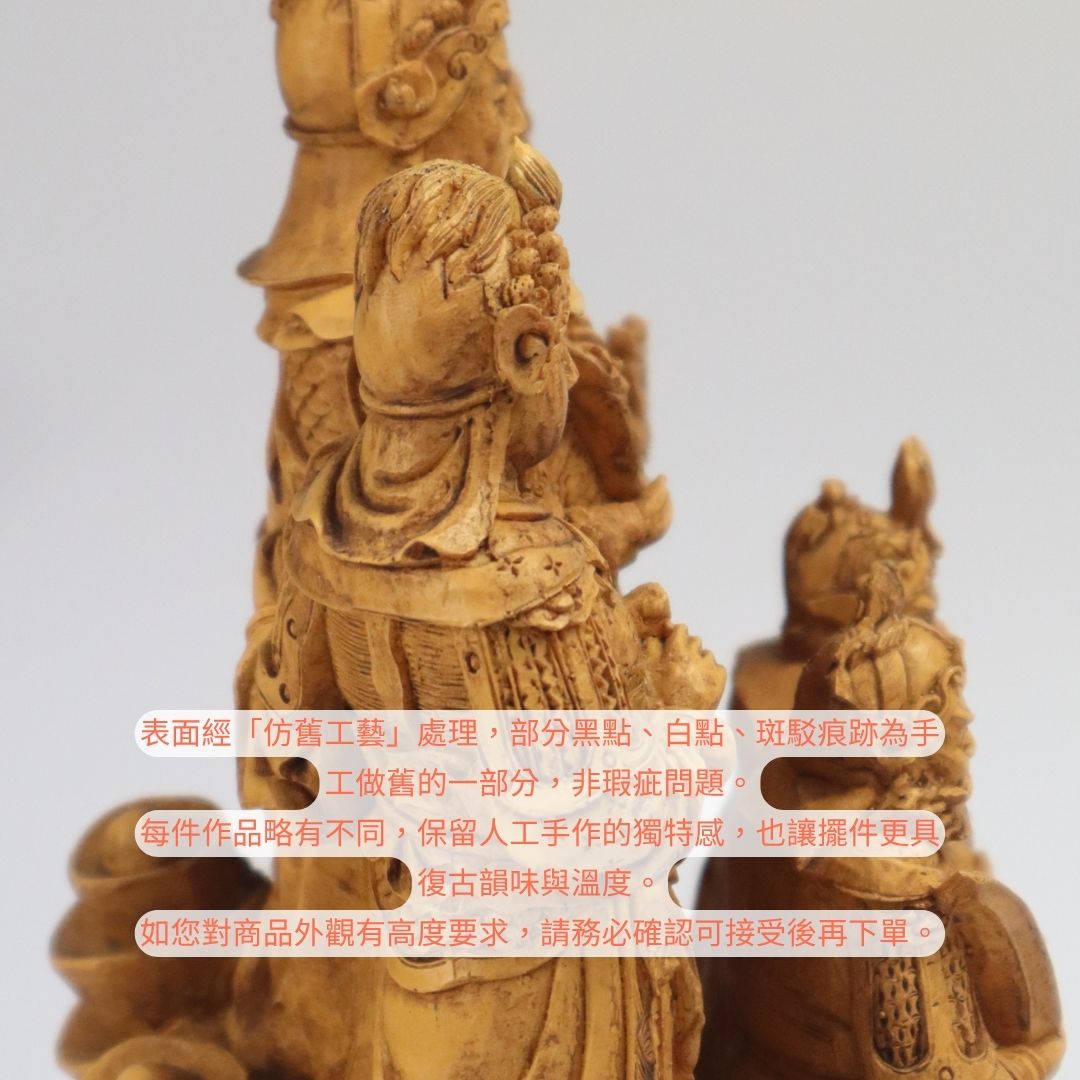 表面經「仿舊工藝」處理，部分黑點、白點、斑駁痕跡為手
工做舊的一部分，非瑕疵問題。
每件作品略有不同，保留人工手作的獨特感，也讓擺件更具
復古韻味與溫度。
如您對商品外觀有高度要求，請務必確認可接受後再下單。